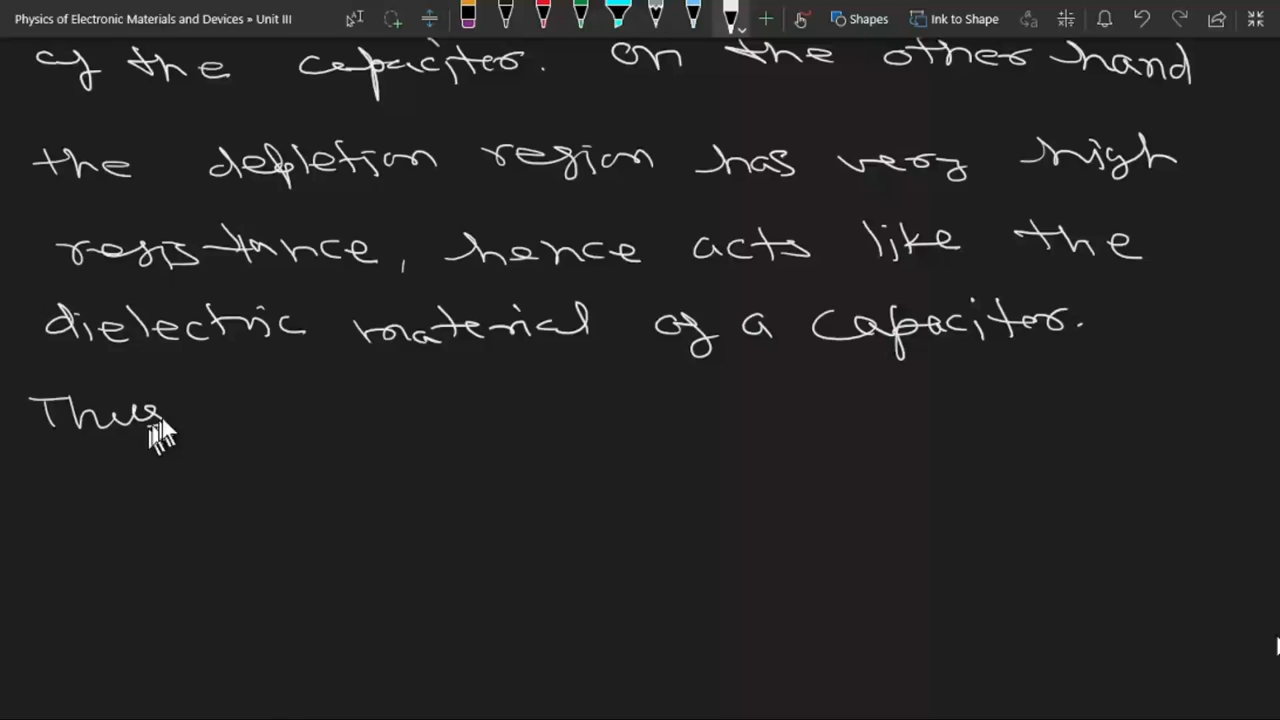 Physics of Electronic Materials and Devices » Unit III
Shapes
Ink to Shape
of the capacitor. On the other hand
the depletion region has very high
resistance, hence acts like the
dielectric material of a capacitor.
Thus